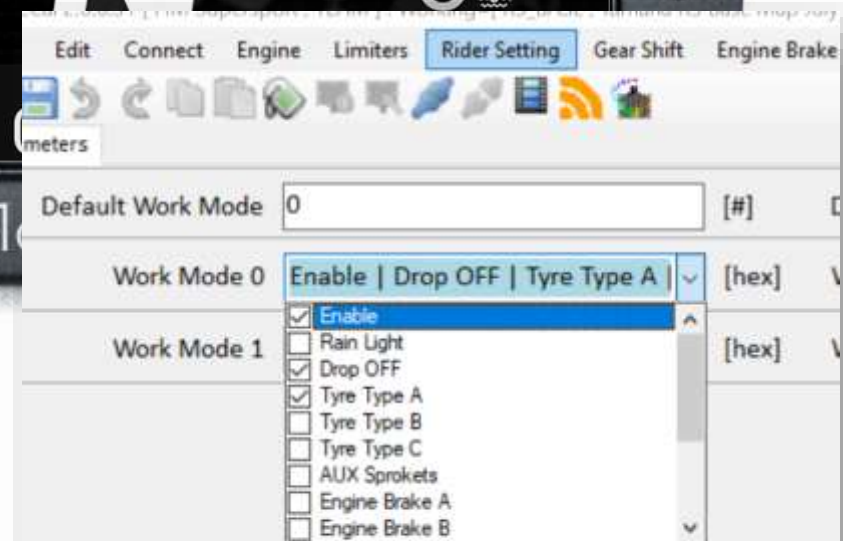 Edit Connect Engine Limiters Rider Setting Gear Shift Engine Brake
meters
Default Work Mode 0 [#]
Work Mode 0 Enable | Drop OFF | Tyre Type A | [hex]
Enable
Work Mode 1 Rain Light [hex]
Drop OFF
Tyre Type A
Tyre Type B
Tyre Type C
AUX Sprokets
Engine Brake A
Engine Brake B